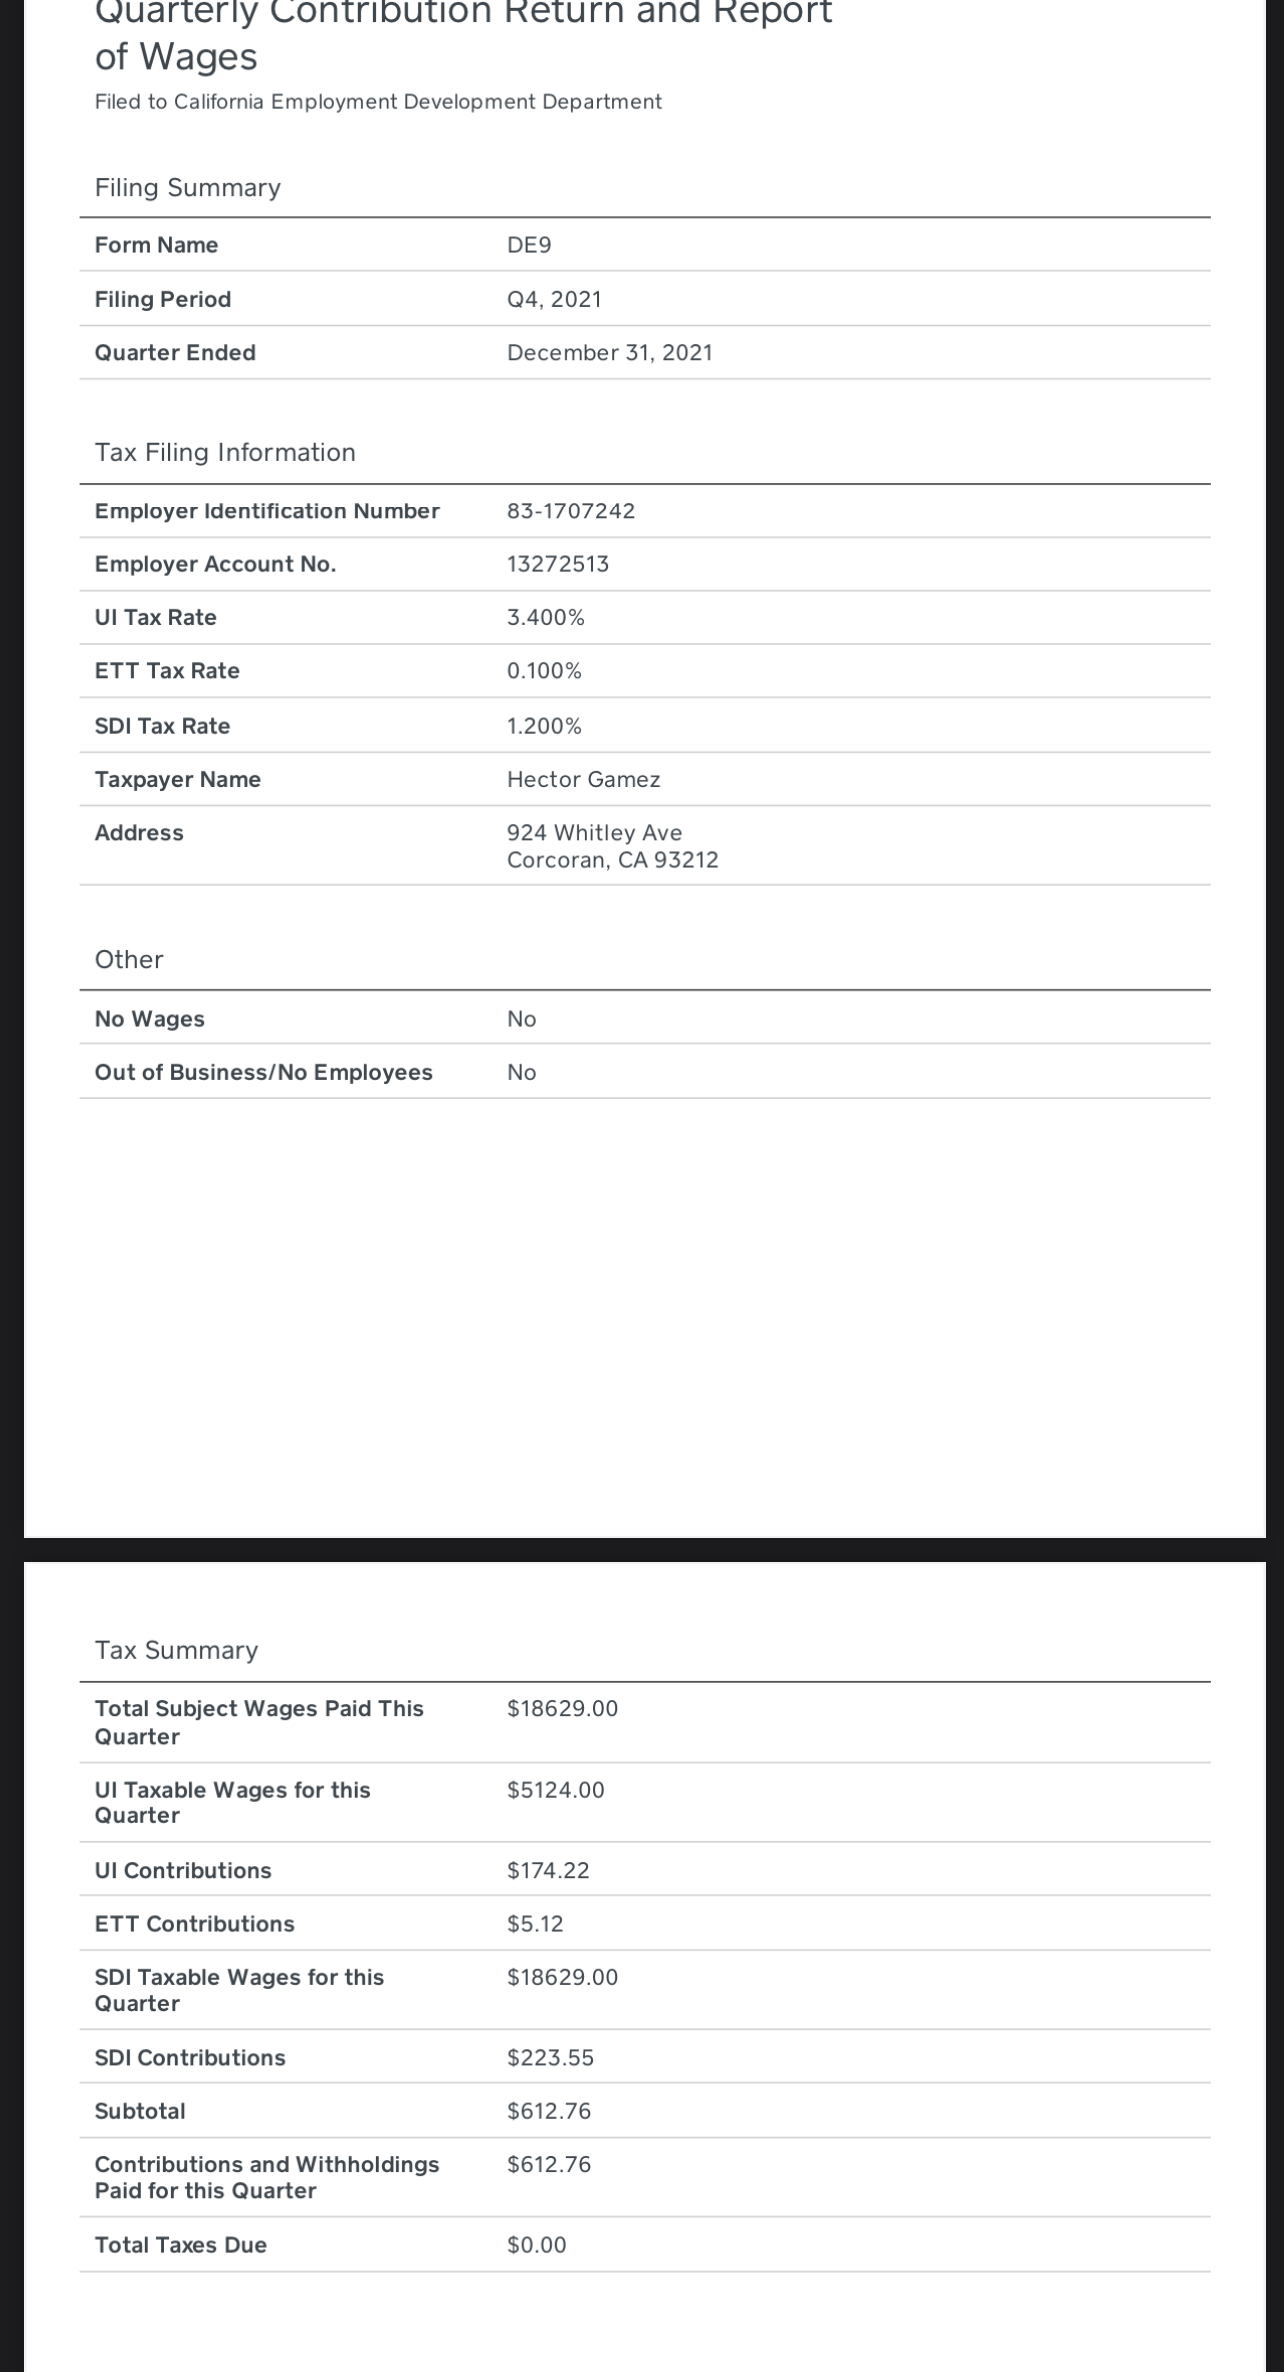 Quarterly Contribution Return and Report
of Wages
Filed to California Employment Development Department
Filing Summary
Form Name DE9
Filing Period Q4, 2021
Quarter Ended December 31, 2021
Tax Filing Information
Employer Identification Number 83-1707242
Employer Account No. 13272513
UI Tax Rate 3.400%
ETT Tax Rate 0.100%
SDI Tax Rate 1.200%
Taxpayer Name Hector Gamez
Address 924 Whitley Ave
Corcoran, CA 93212
Other
No Wages No
Out of Business/No Employees No
Tax Summary
Total Subject Wages Paid This $18629.00
Quarter
UI Taxable Wages for this $5124.00
Quarter
UI Contributions $174.22
ETT Contributions $5.12
SDI Taxable Wages for this $18629.00
Quarter
SDI Contributions $223.55
Subtotal $612.76
Contributions and Withholdings $612.76
Paid for this Quarter
Total Taxes Due $0.00